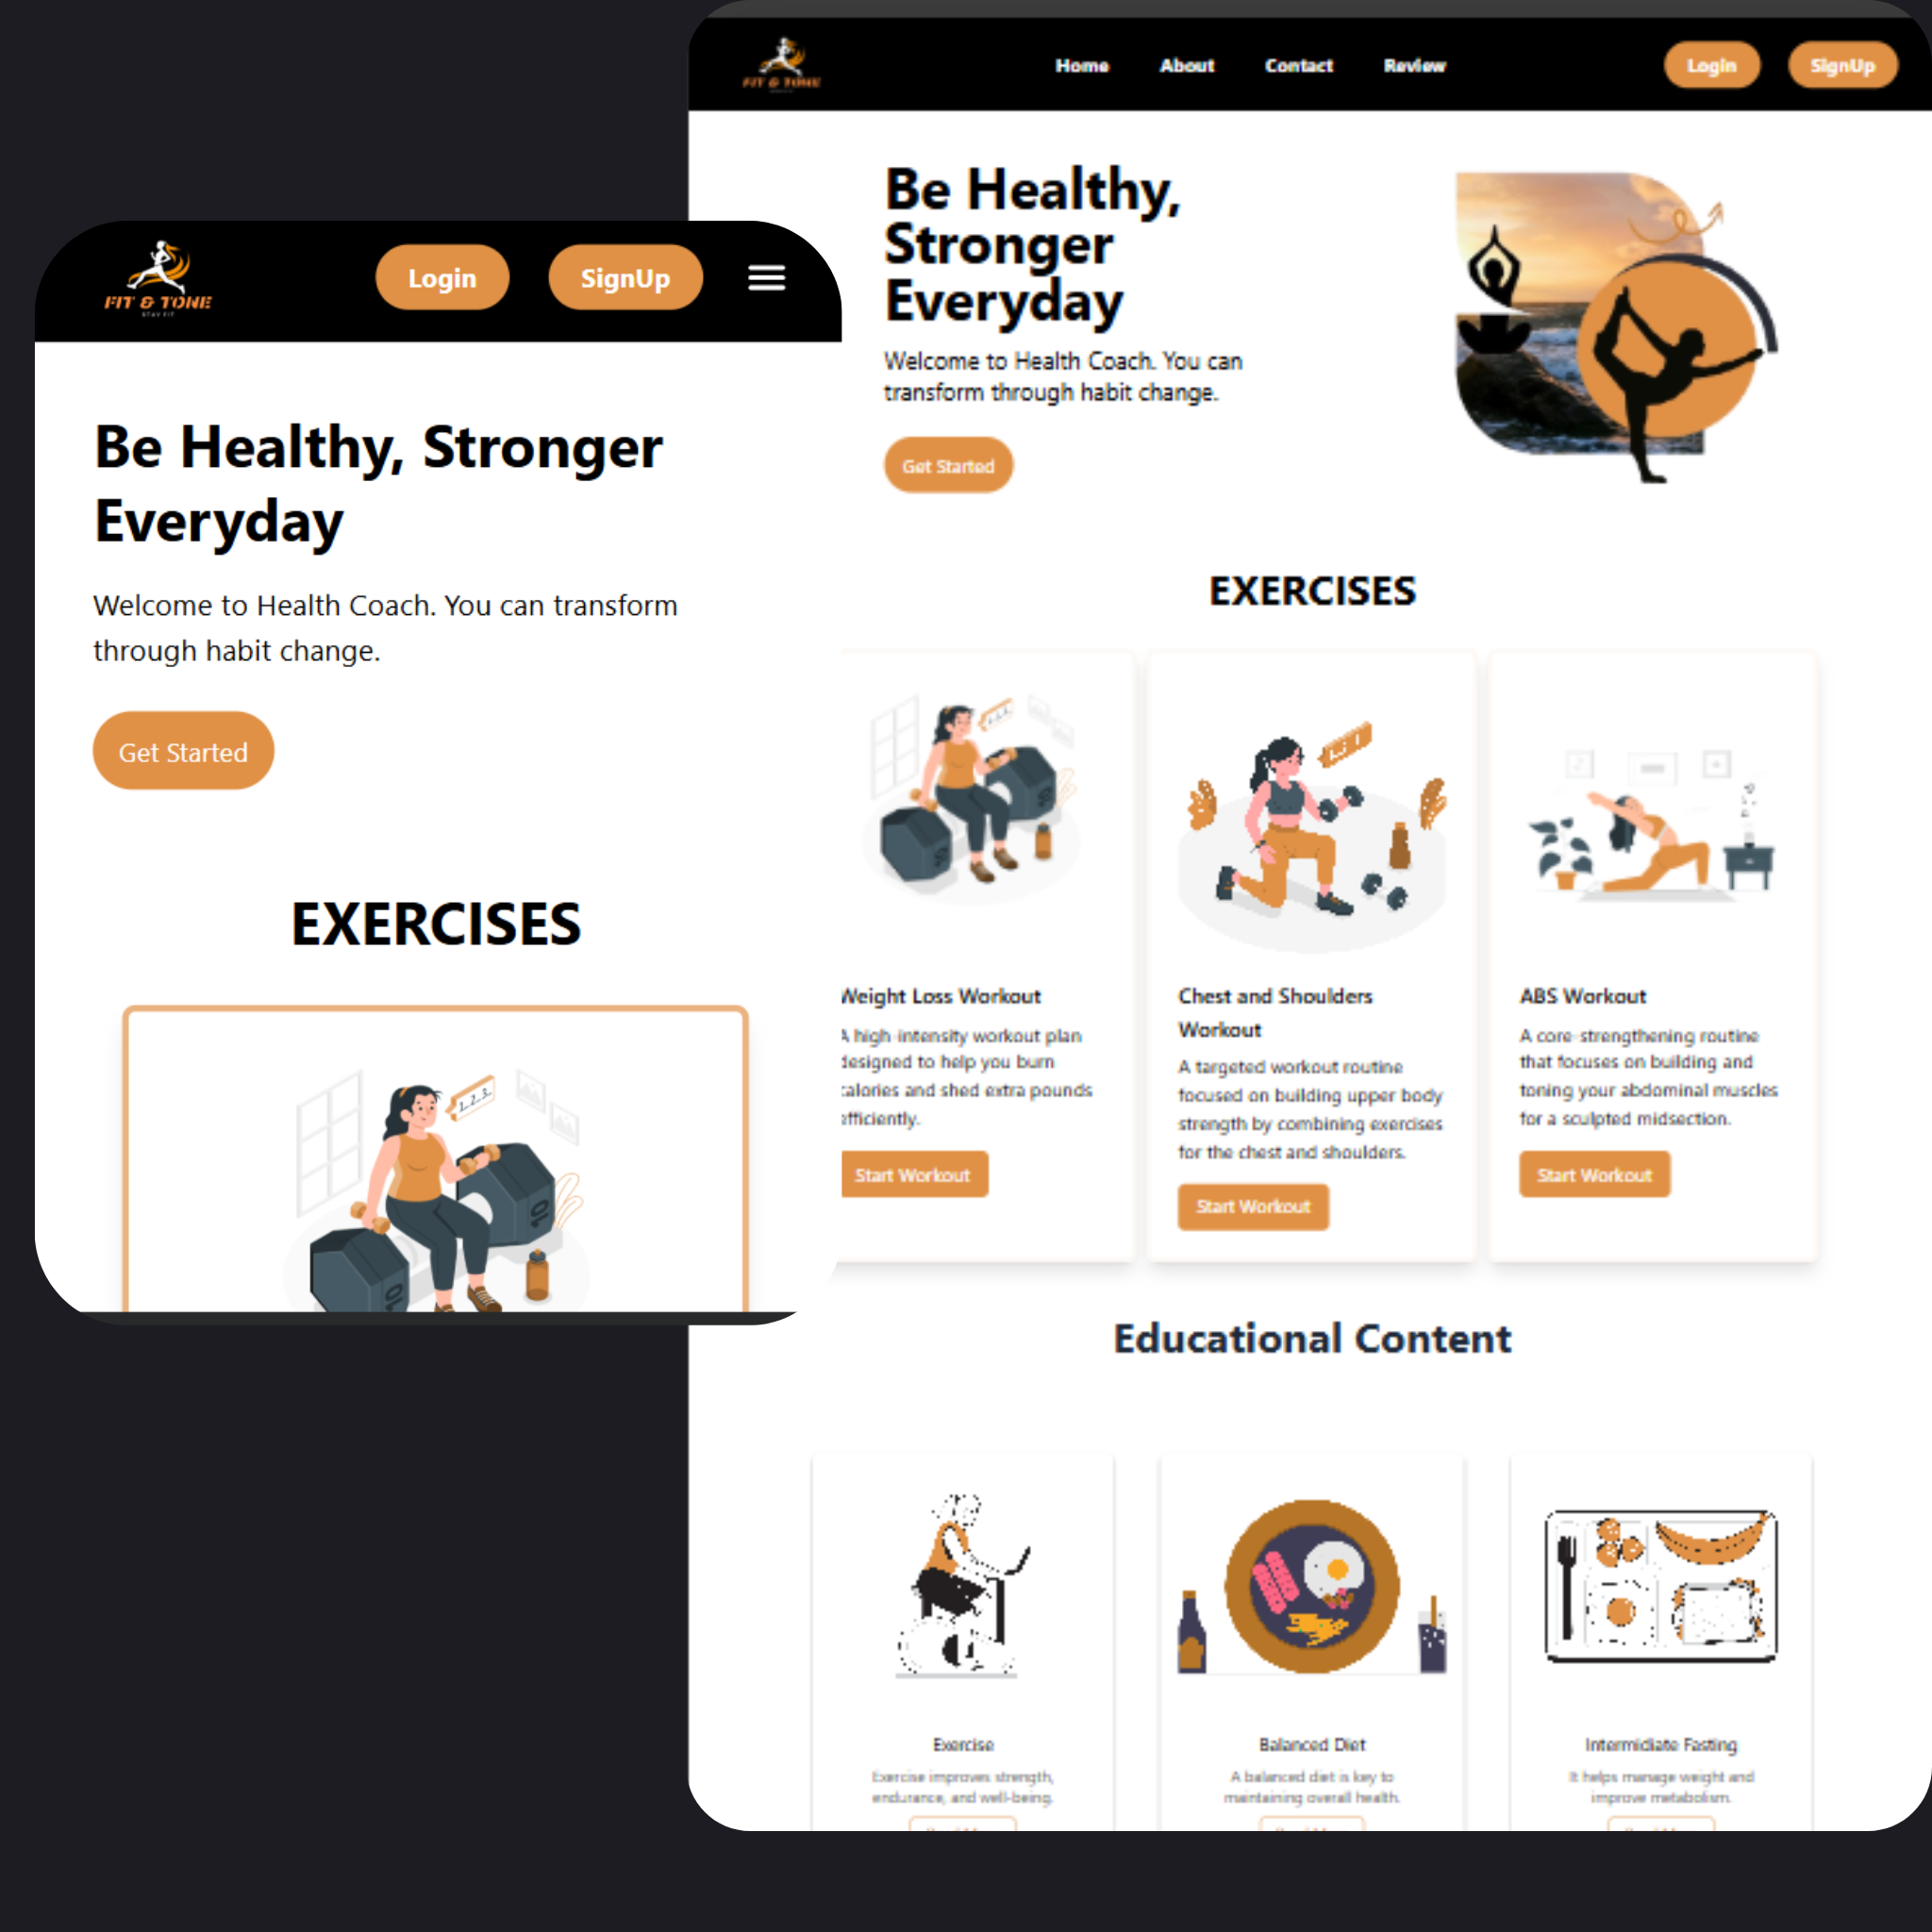 FIT & TONE
STAY FIT
Login
SignUp
Be Healthy, Stronger
Everyday
Welcome to Health Coach. You can transform
through habit change.
Get Started
EXERCISES
1.2.3.
10
10
FIT & TONE
Home
About
Contact
Review
Login
SignUp
Be Healthy,
Stronger
Everyday
Welcome to Health Coach. You can
transform through habit change.
Get Started
EXERCISES
Weight Loss Workout
A high-intensity workout plan
designed to help you burn
calories and shed extra pounds
efficiently.
Start Workout
Chest and Shoulders
Workout
A targeted workout routine
focused on building upper body
strength by combining exercises
for the chest and shoulders.
Start Workout
ABS Workout
A core-strengthening routine
that focuses on building and
toning your abdominal muscles
for a sculpted midsection.
Start Workout
Educational Content
Exercise
Exercise improves strength,
endurance, and well-being.
Balanced Diet
A balanced diet is key to
maintaining overall health.
Intermidiate Fasting
It helps manage weight and
improve metabolism.